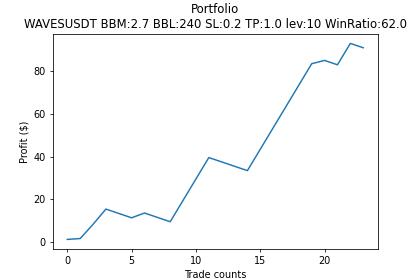 Portfolio
WAVESUSDT BBM:2.7 BBL:240 SL:0.2 TP:1.0 lev:10 WinRatio:62.0
80
60
40
20
0
Profit ($)
0 5 10 15 20
Trade counts